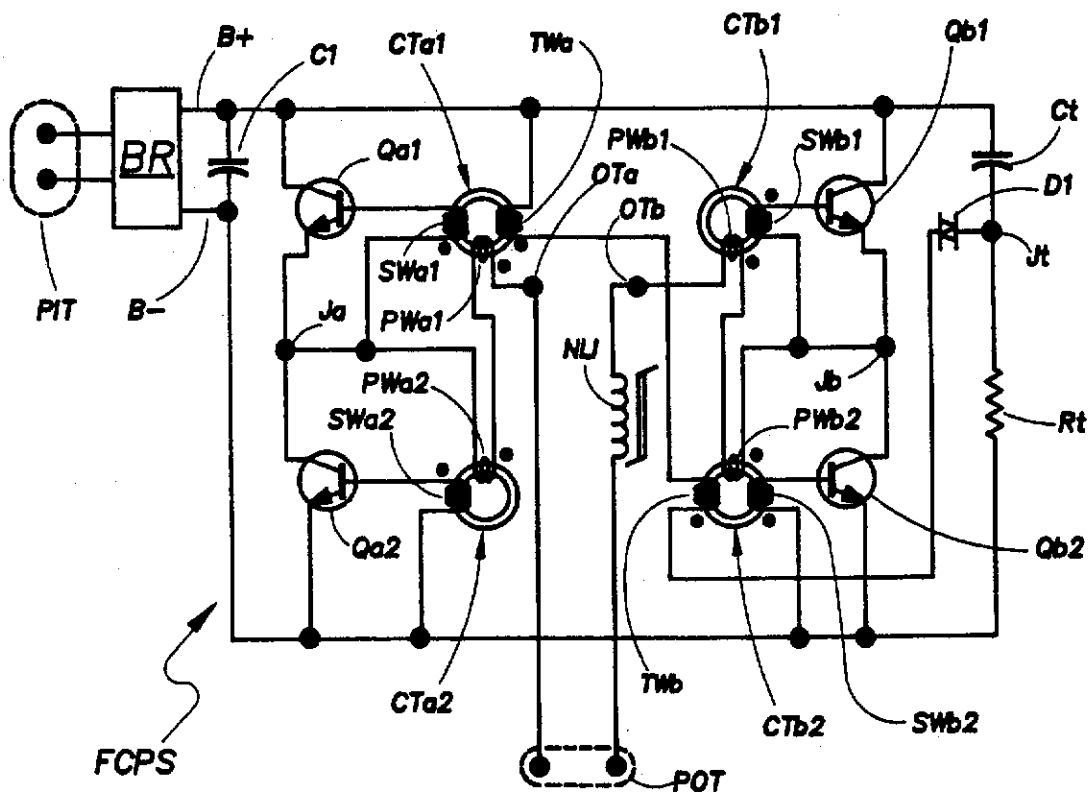 CTa1
TWa
CTb1
Qb1
B+
C1
Ct
Qa1
PWb1
SWb1
BR
OTa
D1
OTb
SWa1
Jt
PIT
B-
PWa1
Ja
NLI
PWa2
Jb
SWa2
PWb2
Rt
Qa2
Qb2
TWb
CTa2
CTb2
SWb2
FCPS
POT